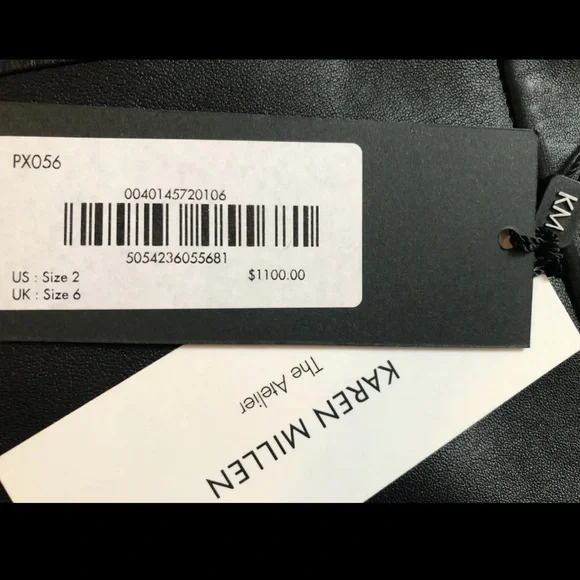 PX056
0040145720106
5054236055681
US : Size 2
$1100.00
UK : Size 6
KM
KAREN MILLEN
The Atelier